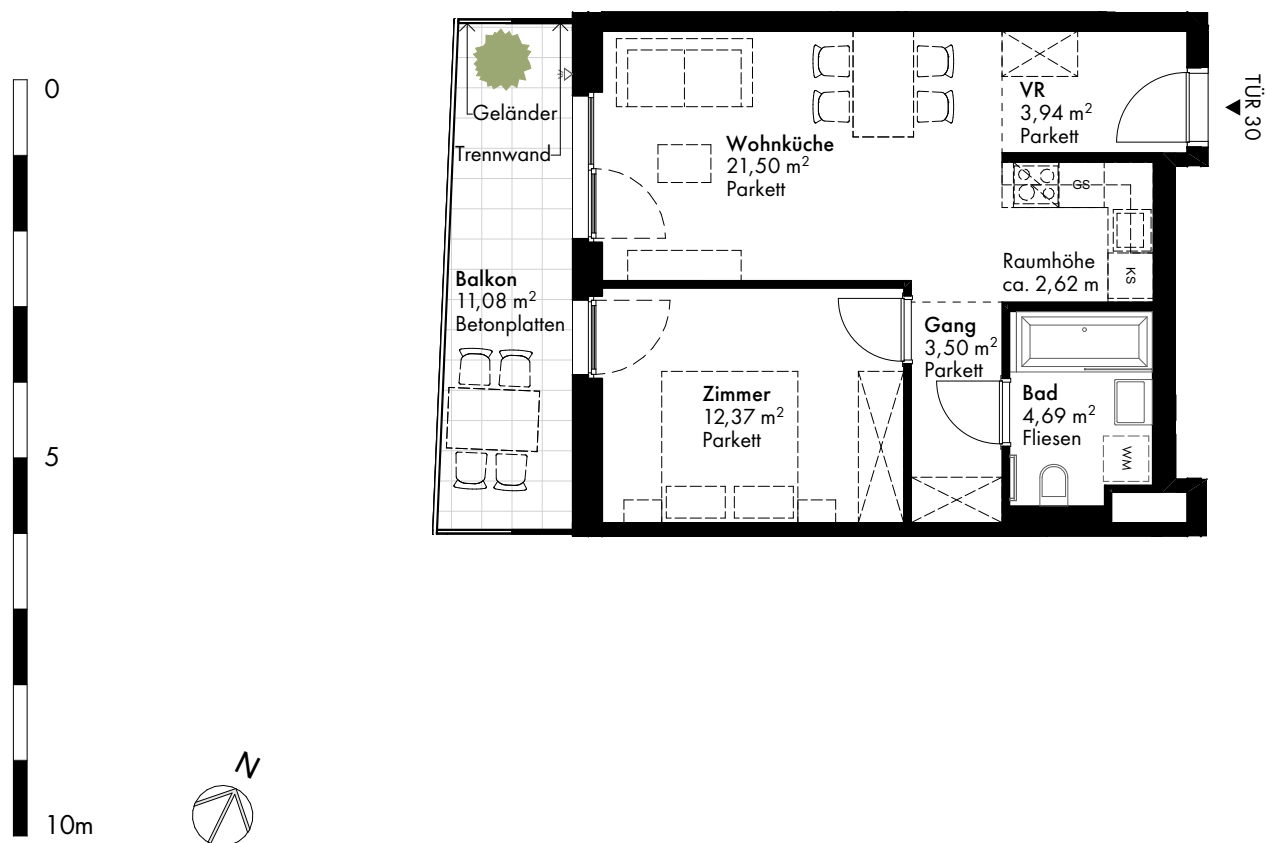 0
5
10m
N
Geländer
Trennwand
Balkon
11,08 m²
Betonplatten
Wohnküche
21,50 m²
Parkett
VR
3,94 m²
Parkett
TÜR 30
GS
KS
Raumhöhe
ca. 2,62 m
Gang
3,50 m²
Parkett
Zimmer
12,37 m²
Parkett
Bad
4,69 m²
Fliesen
WM